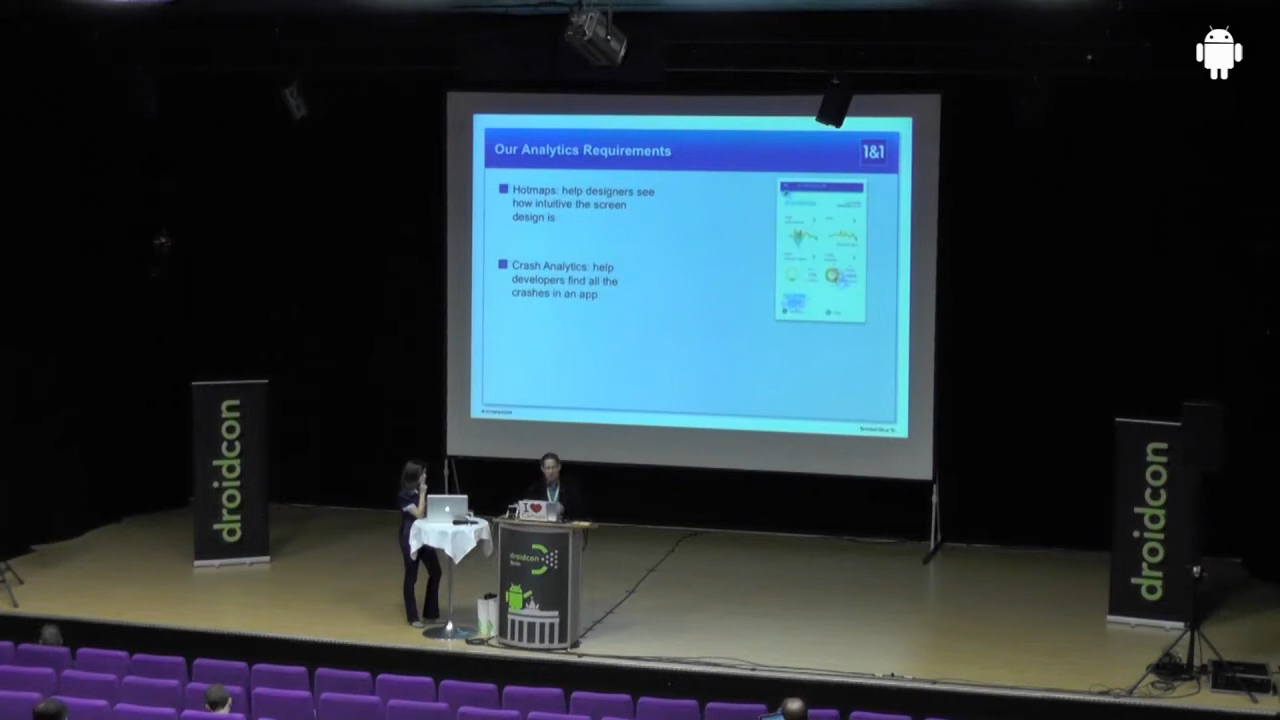 Our Analytics Requirements
1&1
Hotmaps: help designers see
how intuitive the screen
design is
Crash Analytics: help
developers find all the
crashes in an app
droidcon
droidcon
I
droidcon